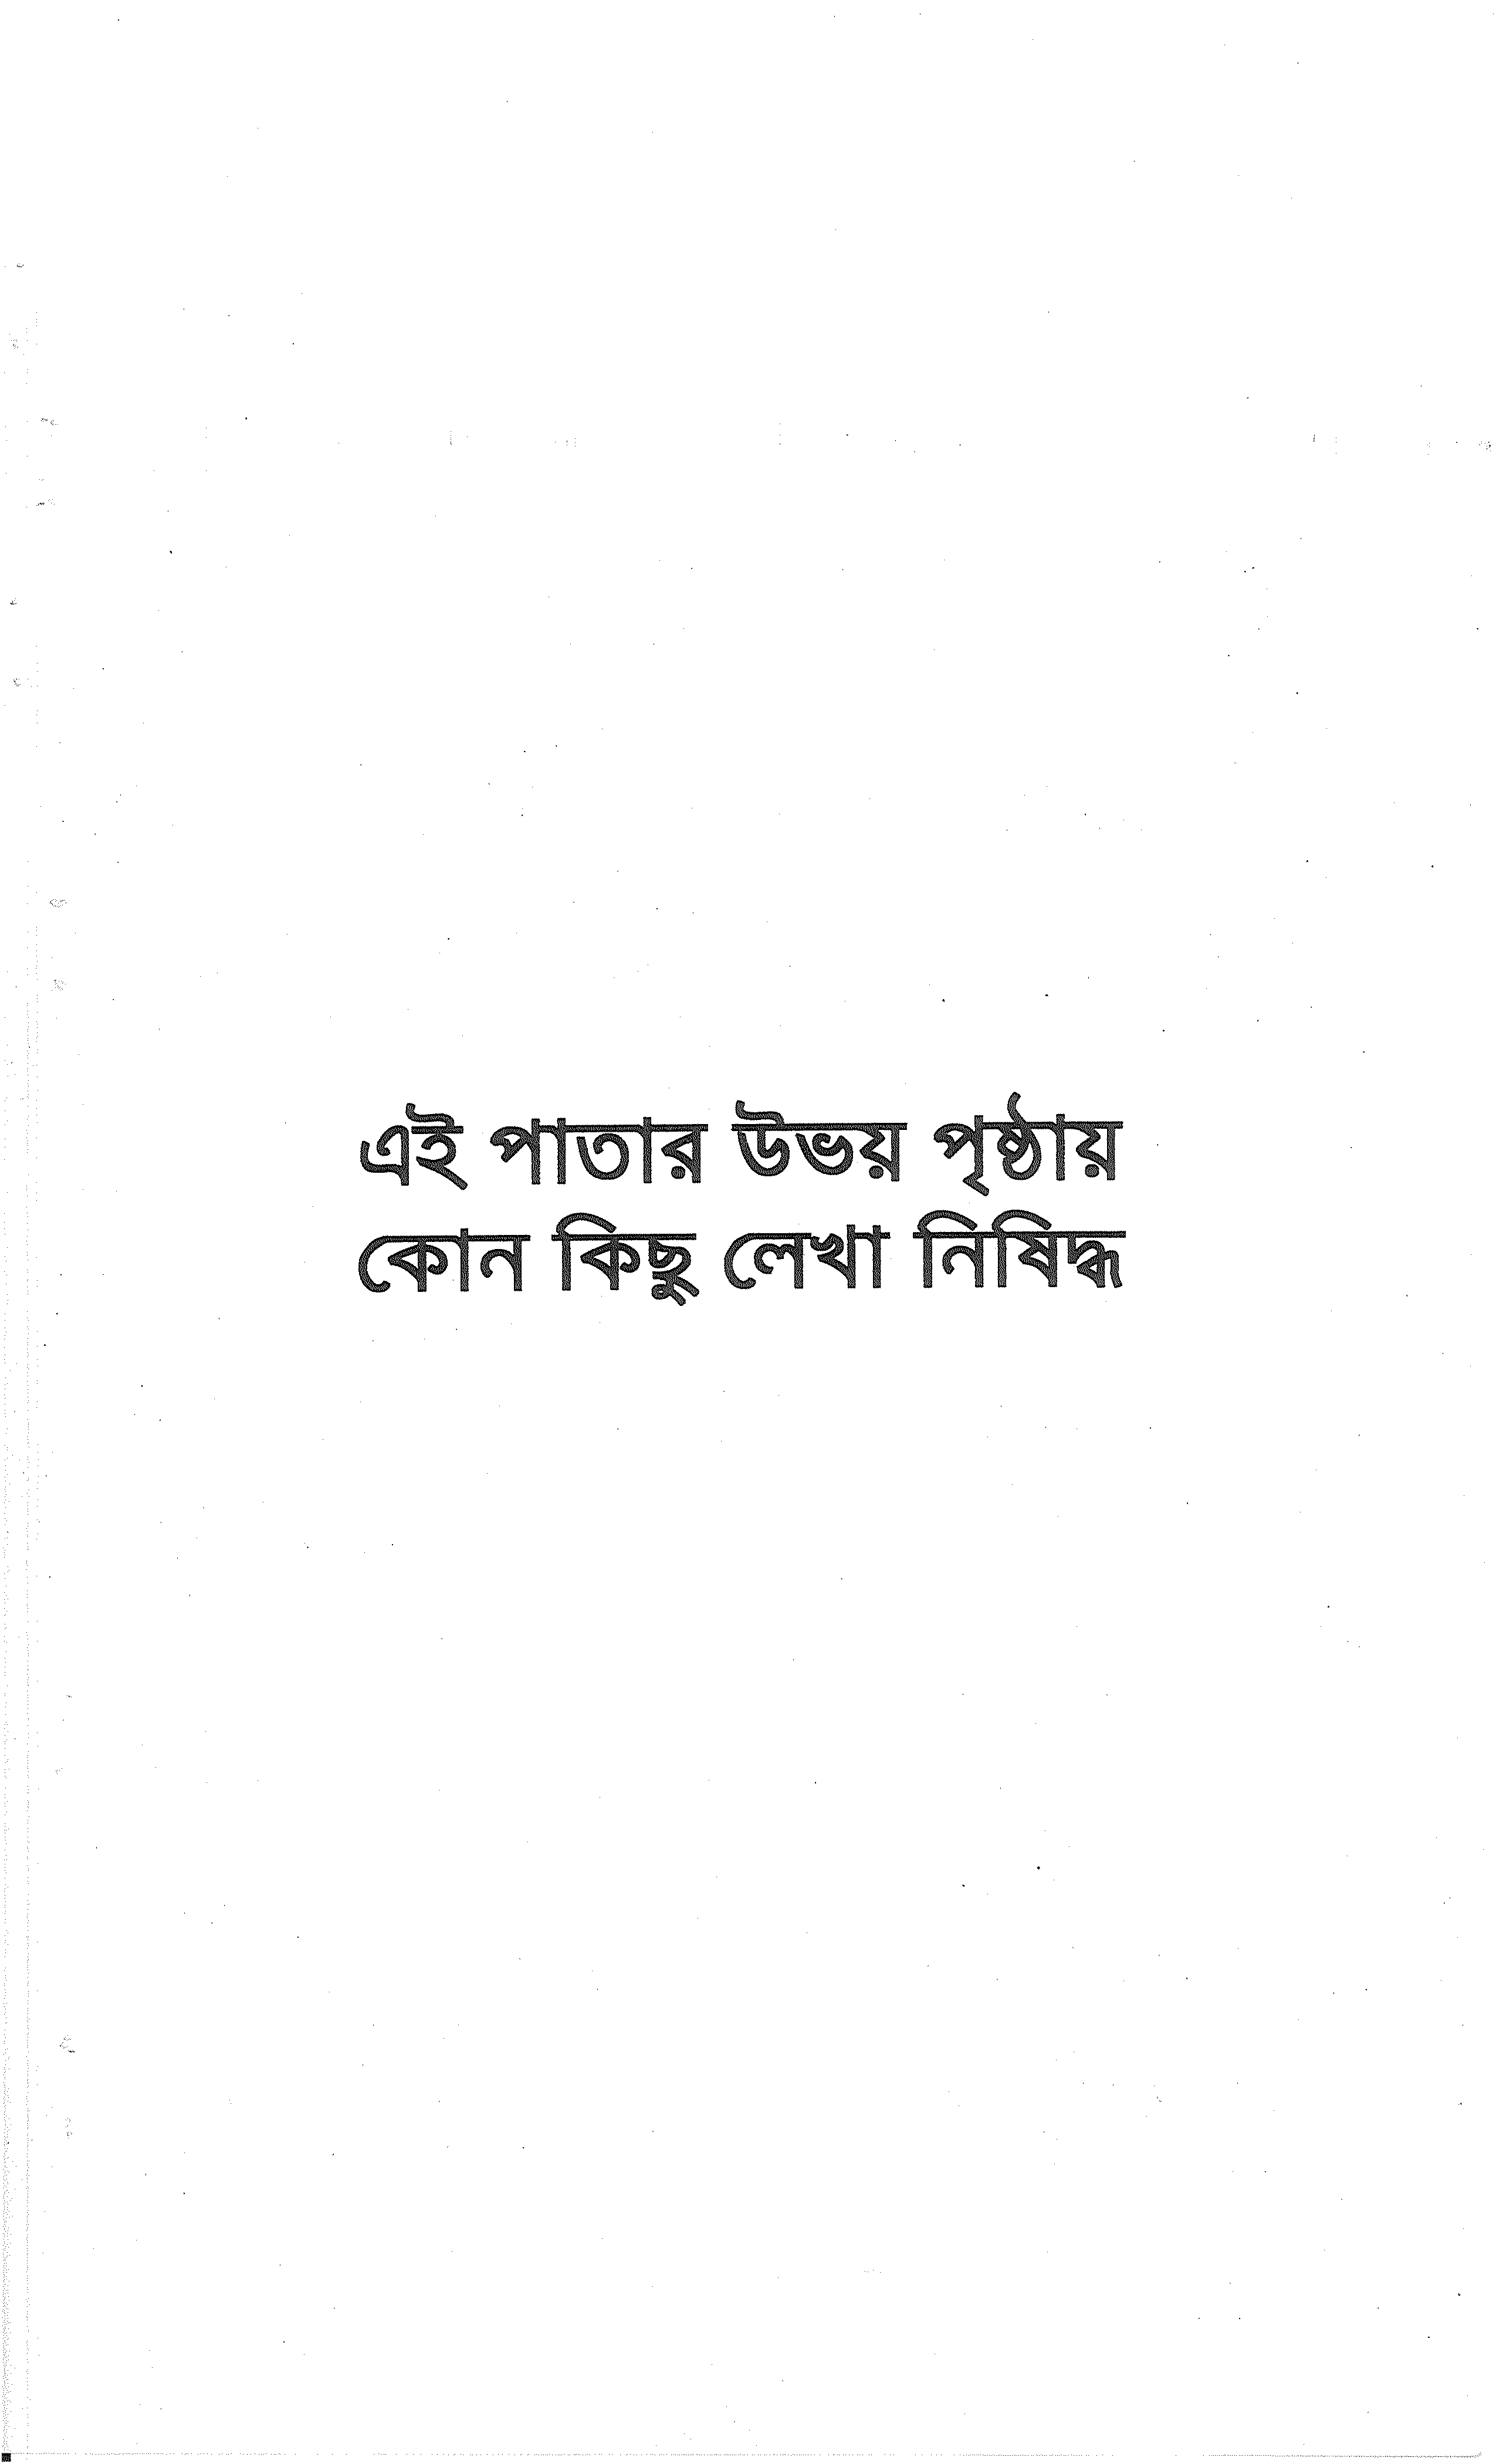 এই পাতার উভয় পৃষ্ঠায়
কোন কিছু লেখা নিষিদ্ধ